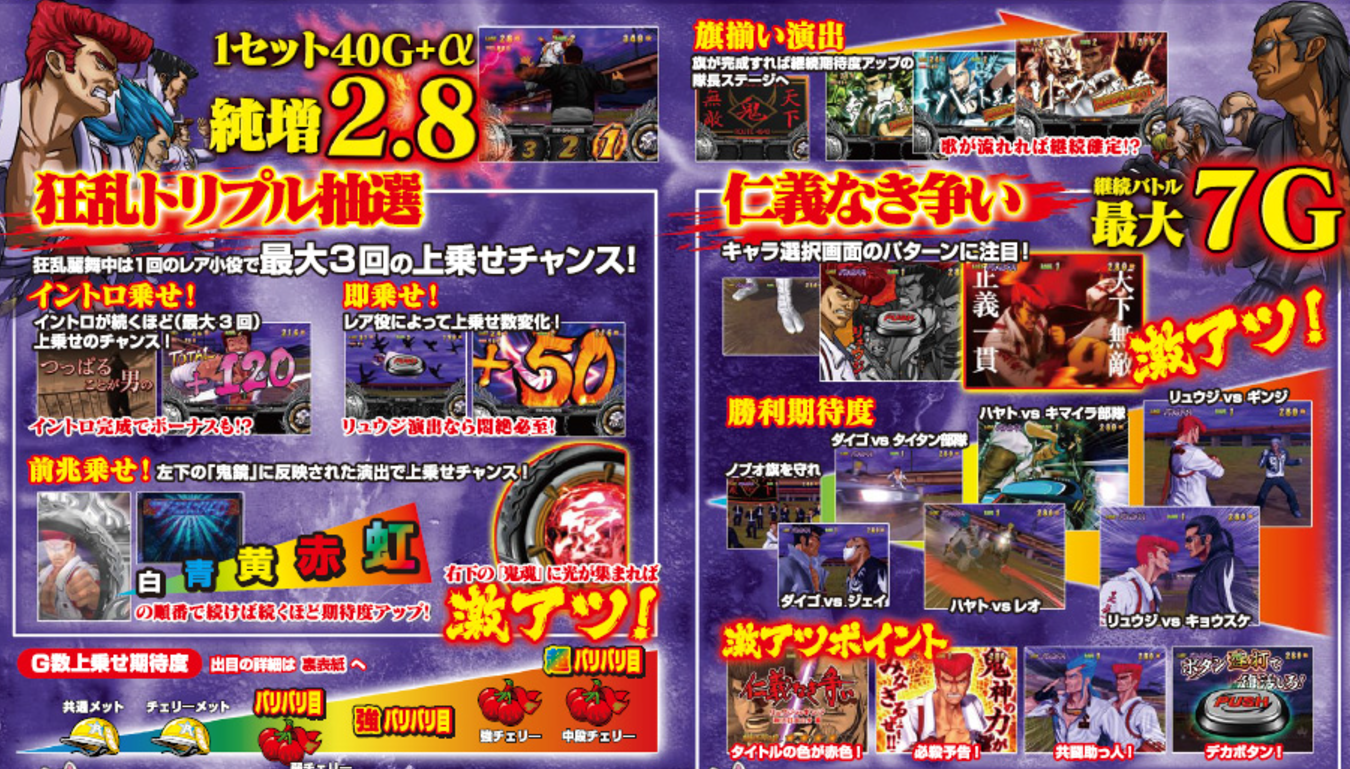 1セット40G+α
純増2.8
旗揃い演出
旗が完成すれば継続期待度アップの
隊長ステージへ
無敵
鬼
天下
歌が流れれば継続確定!?
狂乱トリプル抽選
狂乱麗舞中は1回のレア小役で最大3回の上乗せチャンス!
イントロ乗せ!
イントロが続くほど(最大3回)
上乗せのチャンス!
つっぱる
ことが男の
TOTAL
+120
イントロ完成でボーナスも!?
即乗せ!
レア役によって上乗せ数変化!
PUSH
+50
リュウジ演出なら悶絶必至!
前兆乗せ!左下の「鬼鏡」に反映された演出で上乗せチャンス!
白 青 黄 赤 虹
の順番で続けば続くほど期待度アップ!
右下の「鬼魂」に光が集まれば
激アツ!
G数上乗せ期待度 出目の詳細は 裏表紙 へ
共通メット
チェリーメット
バリバリ目
強バリバリ目
強チェリー
超バリバリ目
中段チェリー
仁義なき争い
継続バトル
最大7G
キャラ選択画面のパターンに注目!
リュウジ
PUSH
正義一貫
天下無敵
激アツ!
勝利期待度
ノブオ旗を守れ
ダイゴ vs タイタン部隊
ハヤト vs キマイラ部隊
リュウジ vs ギンジ
ダイゴ vs ジェイ
ハヤト vs レオ
リュウジ vs キョウスケ
激アツポイント
仁義なき争い
タイトルの色が赤色!
鬼神の力が
みなぎるぜ!!
必殺予告!
共闘助っ人!
ボタン連打で
PUSH
デカボタン!